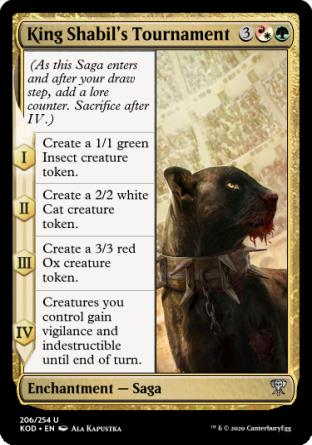 King Shabil's Tournament 3
(As this Saga enters
and after your draw
step, add a lore
counter. Sacrifice after
IV.)
I
Create a 1/1 green
Insect creature
token.
II
Create a 2/2 white
Cat creature
token.
III
Create a 3/3 red
Ox creature
token.
IV
Creatures you
control gain
vigilance and
indestructible
until end of turn.
Enchantment — Saga
206/254 U
KOD • EN ALA KAPUSTKA
™ & © 2020 CanterburyEgg